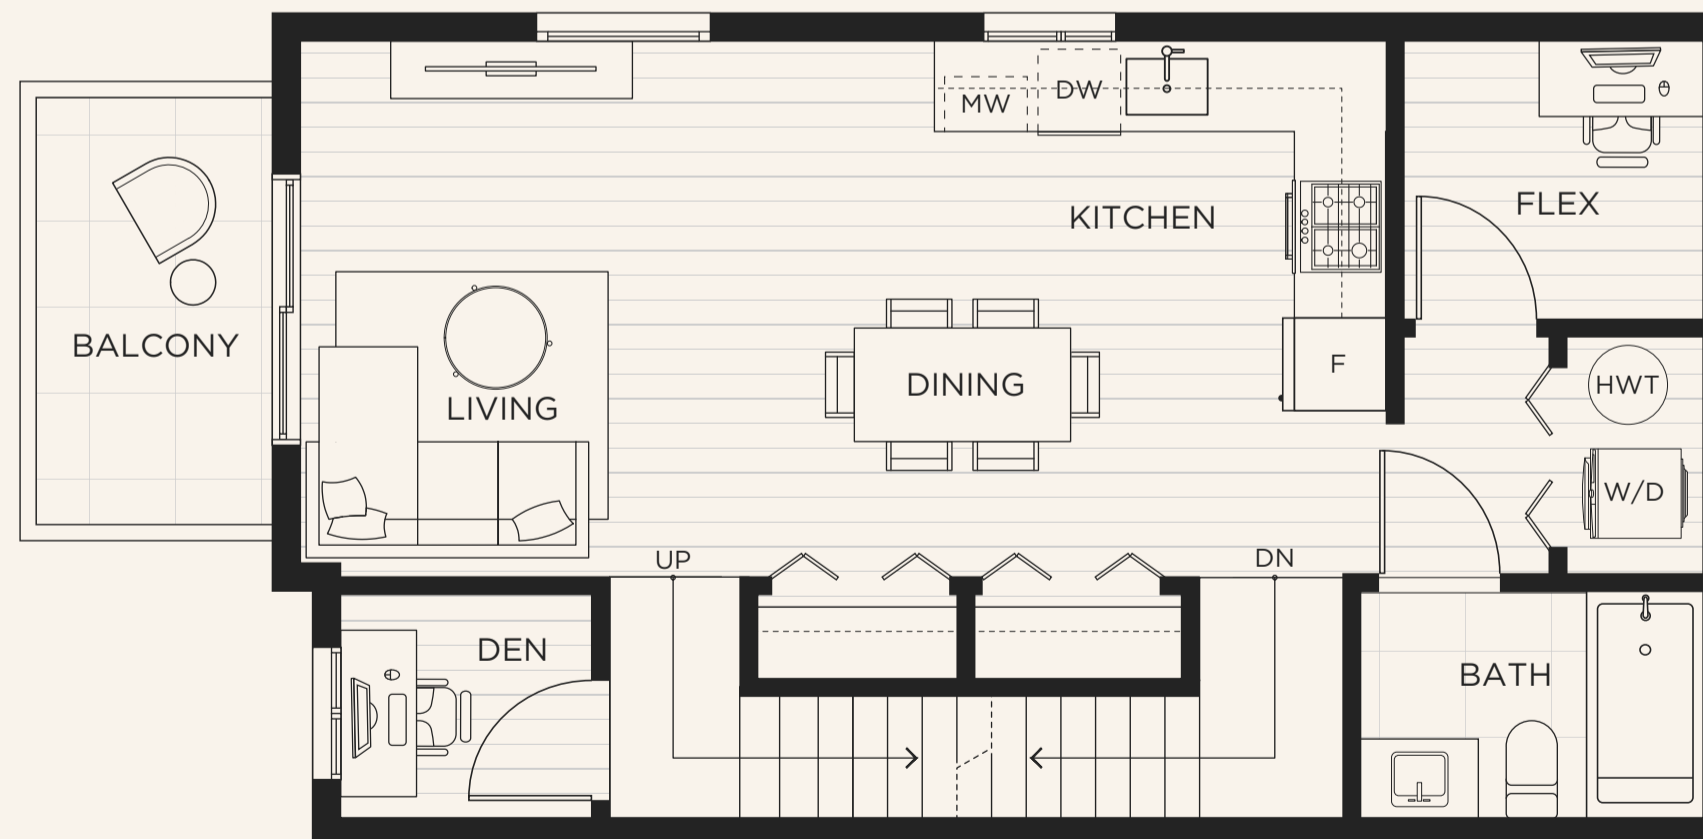 MW
DW
KITCHEN
FLEX
BALCONY
LIVING
DINING
F
HWT
W/D
UP
DN
DEN
BATH